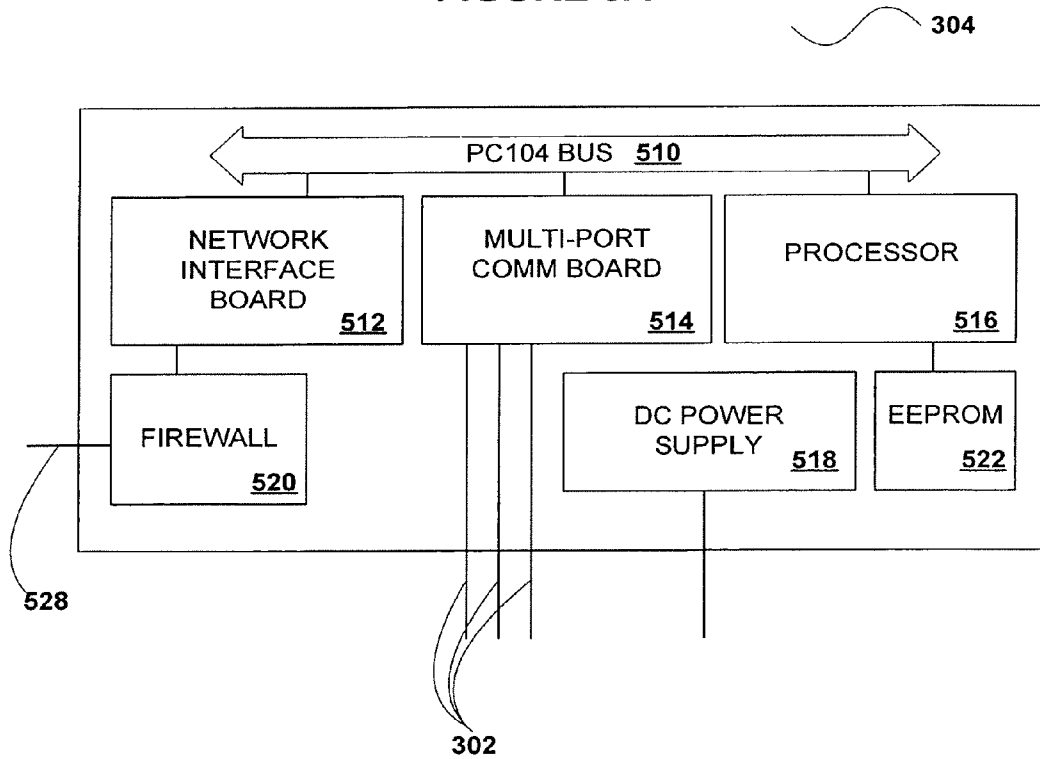 304
PC104 BUS 510
NETWORK
INTERFACE
BOARD
512
MULTI-PORT
COMM BOARD
514
PROCESSOR
516
FIREWALL
520
DC POWER
SUPPLY
518
EEPROM
522
528
302